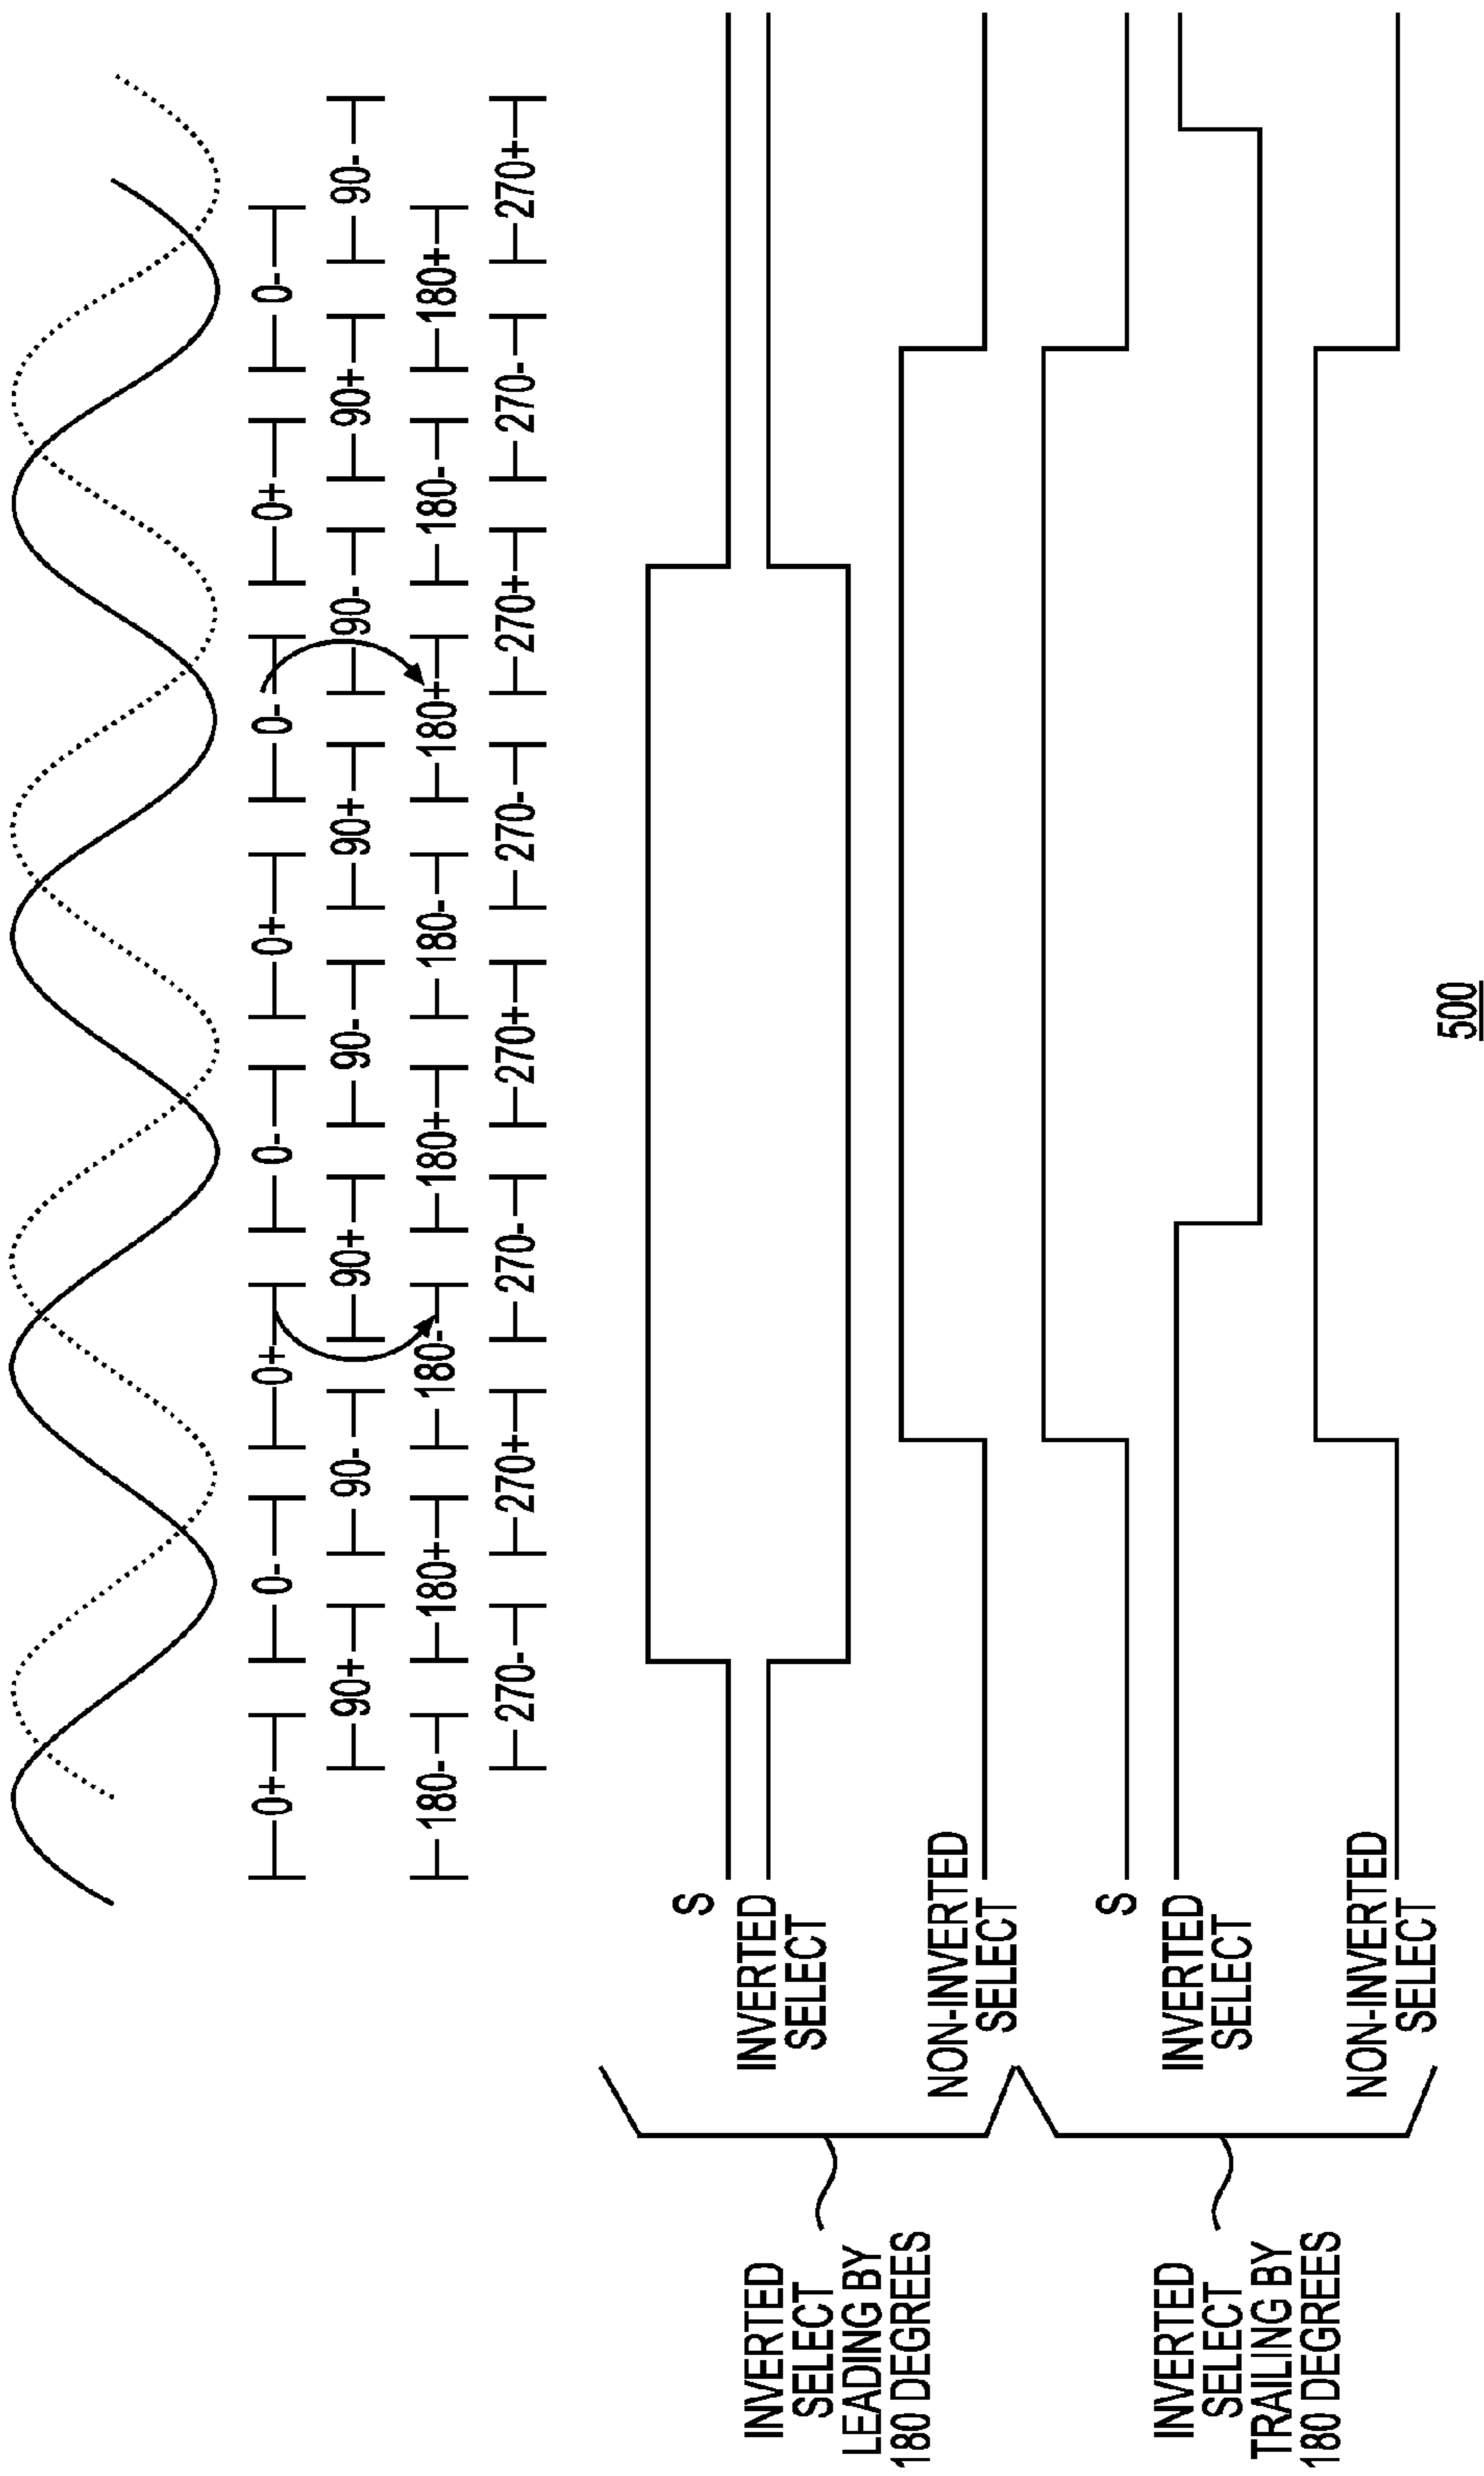 0+ 0- 0+ 0- 0+ 0- 0+ 0-
90+ 90- 90+ 90- 90+ 90- 90+ 90-
180- 180+ 180- 180+ 180- 180+ 180- 180+
270- 270+ 270- 270+ 270- 270+ 270- 270+
INVERTED
SELECT
LEADING BY
180 DEGREES
S
INVERTED
SELECT
NON-INVERTED
SELECT
INVERTED
SELECT
TRAILING BY
180 DEGREES
S
INVERTED
SELECT
NON-INVERTED
SELECT
500